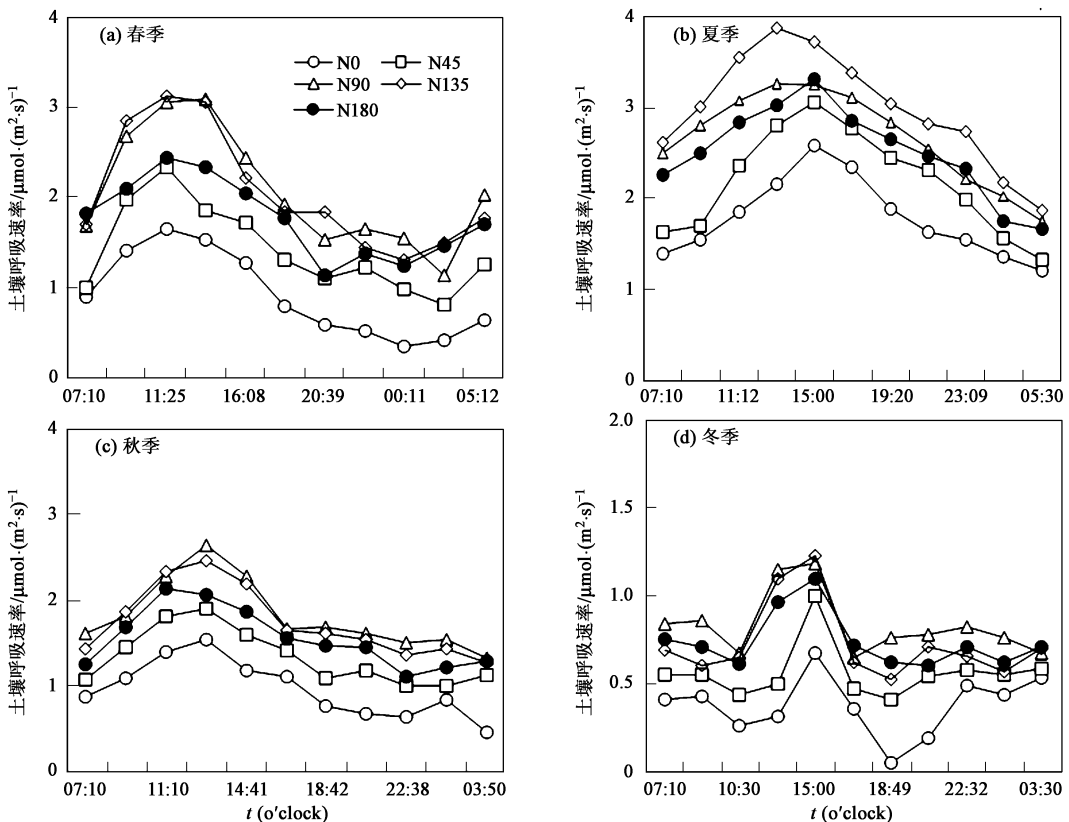 (a) 春季
N0
N45
N90
N135
N180
土壤呼吸速率/μmol·(m²·s)⁻¹
4
3
2
1
0
07:10 11:25 16:08 20:39 00:11 05:12
(b) 夏季
土壤呼吸速率/μmol·(m²·s)⁻¹
4
3
2
1
0
07:10 11:12 15:00 19:20 23:09 05:30
(c) 秋季
土壤呼吸速率/μmol·(m²·s)⁻¹
4
3
2
1
0
07:10 11:10 14:41 18:42 22:38 03:50
t (o'clock)
(d) 冬季
土壤呼吸速率/μmol·(m²·s)⁻¹
2.0
1.5
1.0
0.5
0
07:10 10:30 15:00 18:49 22:32 03:30
t (o'clock)